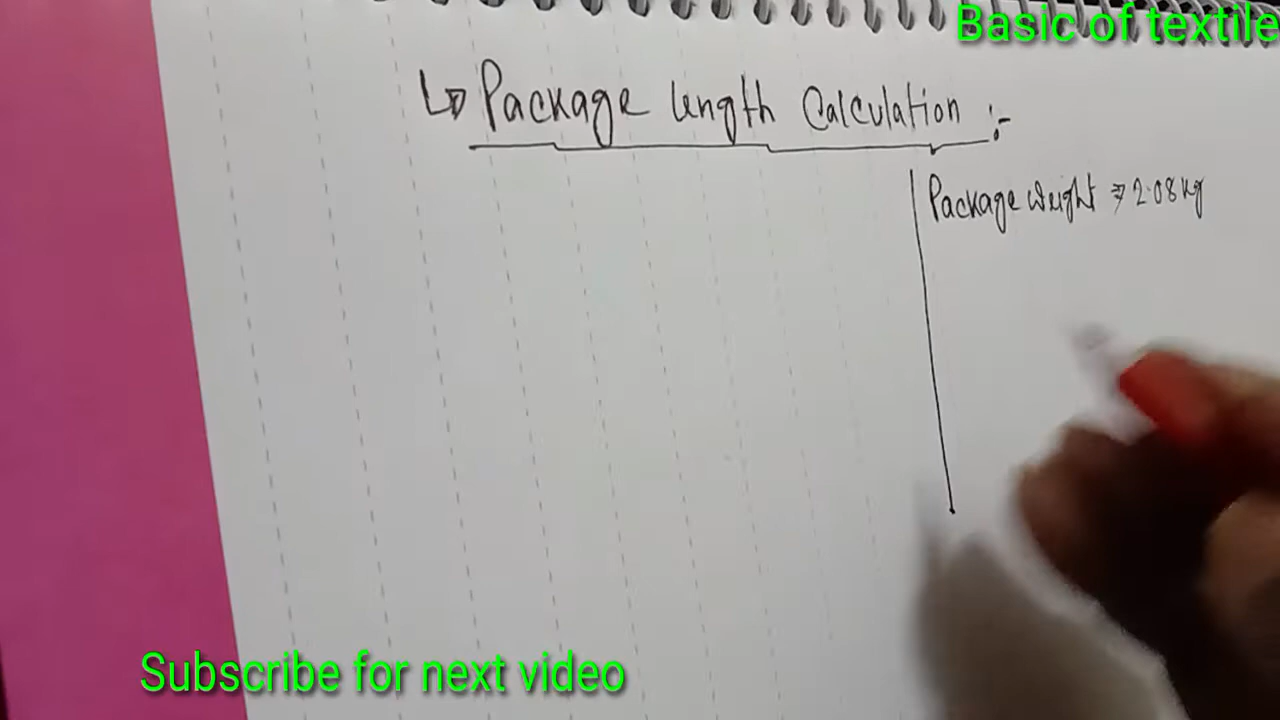 Basic of textile
↳ Package length Calculation :-
Package weight ⇒ 2.08 kg
Subscribe for next video